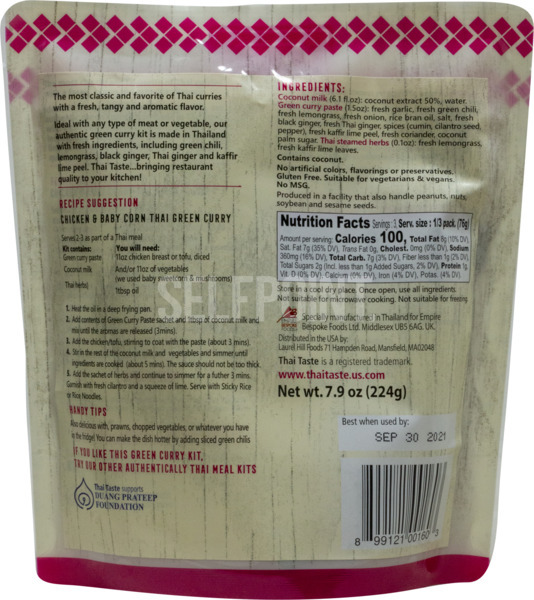 The most classic and favorite of Thai curries
with a fresh, tangy and aromatic flavor.
Ideal with any type of meat or vegetable, our
authentic green curry kit is made in Thailand
with fresh ingredients, including green chili,
lemongrass, black ginger, Thai ginger and kaffir
lime peel. Thai Taste...bringing restaurant
quality to your kitchen!
RECIPE SUGGESTION
CHICKEN & BABY CORN THAI GREEN CURRY
Serves 2-3 as part of a Thai meal
Kit contains: You will need:
Green curry paste 11oz chicken breast or tofu, diced
Coconut milk And/or 11oz of vegetables
(we used baby sweetcorn & mushrooms)
Thai herbs 1tbsp oil
1. Heat the oil in a deep frying pan.
2. Add contents of Green Curry Paste sachet and 1tbsp of coconut milk and
mix until the aromas are released (3mins).
3. Add the chicken/tofu, stirring to coat with the paste (about 3 mins).
4. Stir in the rest of the coconut milk and vegetables and simmer until
ingredients are cooked (about 5 mins). The sauce should not be too thick.
5. Add the sachet of herbs and continue to simmer for a futher 3 mins.
Garnish with fresh cilantro and a squeeze of lime. Serve with Sticky Rice
or Rice Noodles.
HANDY TIPS
Also delicious with, prawns, chopped vegetables, or whatever you have
in the fridge! You can make the dish hotter by adding sliced green chilis
IF YOU LIKE THIS GREEN CURRY KIT,
TRY OUR OTHER AUTHENTICALLY THAI MEAL KITS
Thai Taste supports
DUANG PRATEEP
FOUNDATION
INGREDIENTS:
Coconut milk (6.1 fl.oz): coconut extract 50%, water.
Green curry paste (1.5oz): fresh garlic, fresh green chili,
fresh lemongrass, fresh onion, rice bran oil, salt, fresh
black ginger, fresh Thai ginger, spices (cumin, cilantro seed,
pepper), fresh kaffir lime peel, fresh coriander, coconut
palm sugar. Thai steamed herbs (0.1oz): fresh lemongrass,
fresh kaffir lime leaves.
Contains coconut.
No artificial colors, flavorings or preservatives.
Gluten Free. Suitable for vegetarians & vegans.
No MSG.
Produced in a facility that also handles peanuts, nuts,
soybean and sesame seeds.
Nutrition Facts Servings : 3, Serv. size : 1/3 pack. (75g)
Amount per serving: Calories 100, Total Fat 8g (10% DV),
Sat. Fat 7g (35% DV), Trans Fat 0g, Cholest. 0mg (0% DV), Sodium
360mg (16% DV), Total Carb. 7g (3% DV), Fiber less than 1g (2% DV),
Total Sugars 2g (Incl. less than 1g Added Sugars, 2% DV), Protein 1g,
Vit. D (0% DV), Calcium (0% DV), Iron (4% DV), Potas. (4% DV).
Store in a cool dry place. Once open, use all ingredients
Not suitable for microwave cooking. Not suitable for freezing
Specially manufactured in Thailand for Empire
Bespoke Foods Ltd. Middlesex UB5 6AG, UK.
Distributed in the USA by:
Laurel Hill Foods 71 Hampden Road, Mansfield, MA02048
Thai Taste is a registered trademark.
www.thaitaste.us.com
Net wt. 7.9 oz (224g)
Best when used by:
SEP 30 2021
8 99121 00160 3